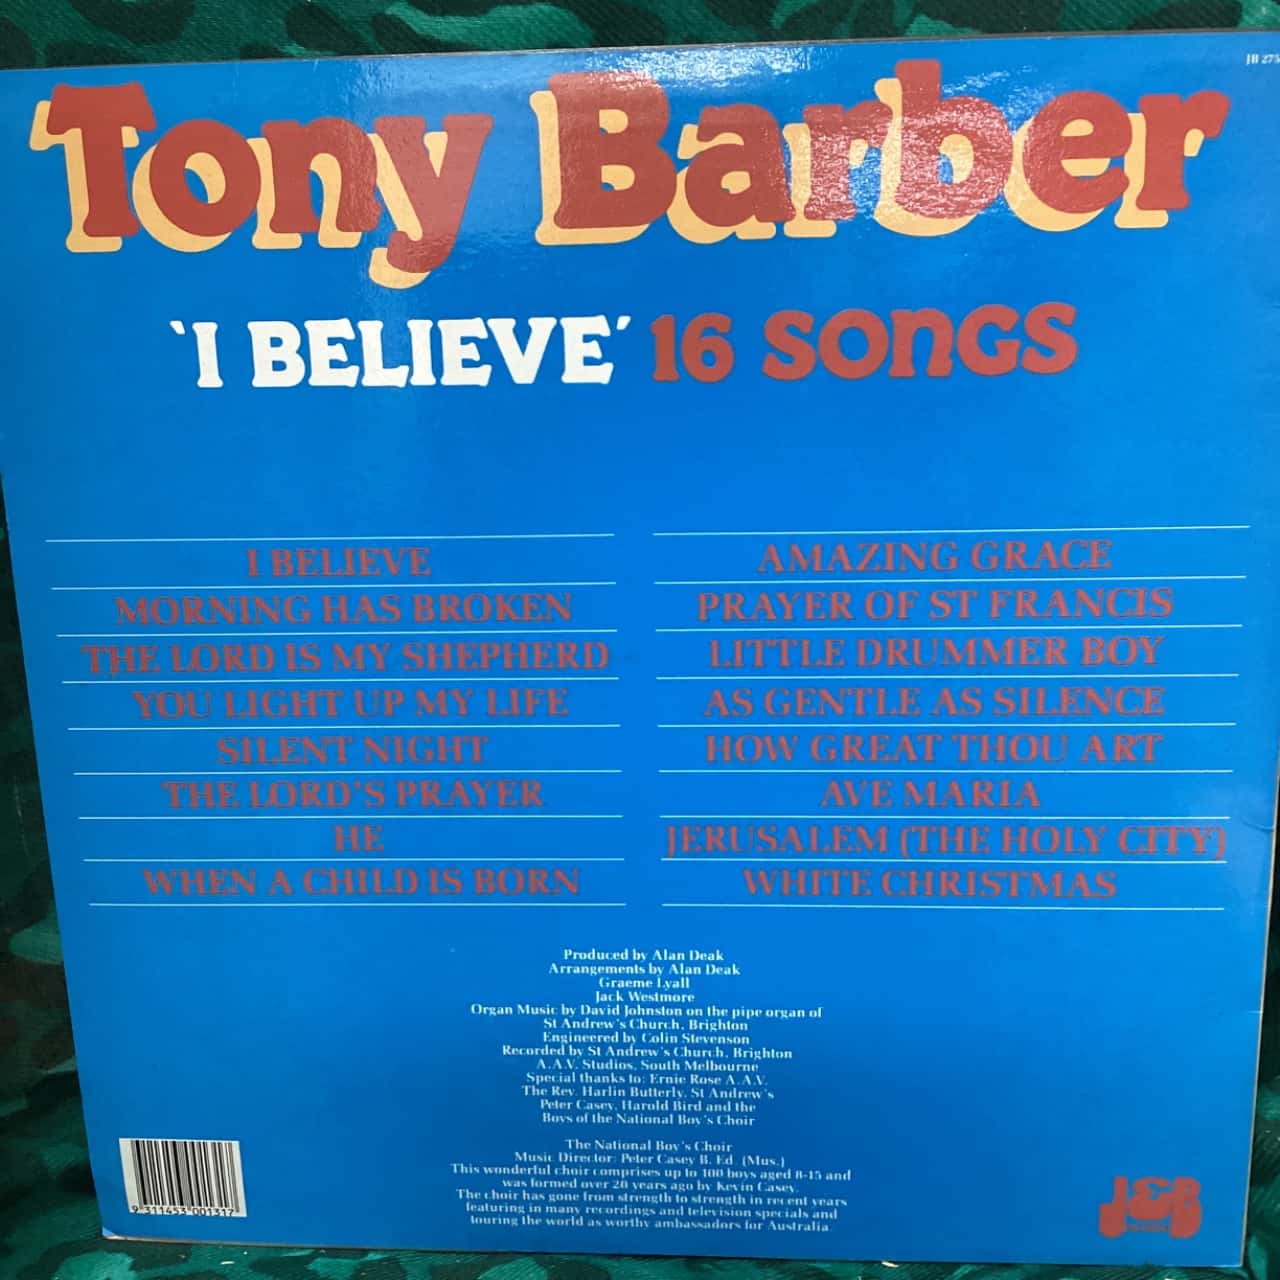 JB 275
Tony Barber
'I BELIEVE' 16 SONGS
I BELIEVE
MORNING HAS BROKEN
THE LORD IS MY SHEPHERD
YOU LIGHT UP MY LIFE
SILENT NIGHT
THE LORD'S PRAYER
HE
WHEN A CHILD IS BORN
AMAZING GRACE
PRAYER OF ST FRANCIS
LITTLE DRUMMER BOY
AS GENTLE AS SILENCE
HOW GREAT THOU ART
AVE MARIA
JERUSALEM (THE HOLY CITY)
WHITE CHRISTMAS
Produced by Alan Deak
Arrangements by Alan Deak
Graeme Lyall
Jack Westmore
Organ Music by David Johnston on the pipe organ of
St Andrew's Church, Brighton
Engineered by Colin Stevenson
Recorded by St Andrew's Church, Brighton
A.A.V. Studios, South Melbourne
Special thanks to: Ernie Rose A.A.V.
The Rev. Harlin Butterly, St Andrew's
Peter Casey, Harold Bird and the
Boys of the National Boy's Choir
The National Boy's Choir
Music Director: Peter Casey B. Ed. (Mus.)
This wonderful choir comprises up to 100 boys aged 8-15 and
was formed over 20 years ago by Kevin Casey.
The choir has gone from strength to strength in recent years
featuring in many recordings and television specials and
touring the world as worthy ambassadors for Australia.
9 311453 001317
J&B